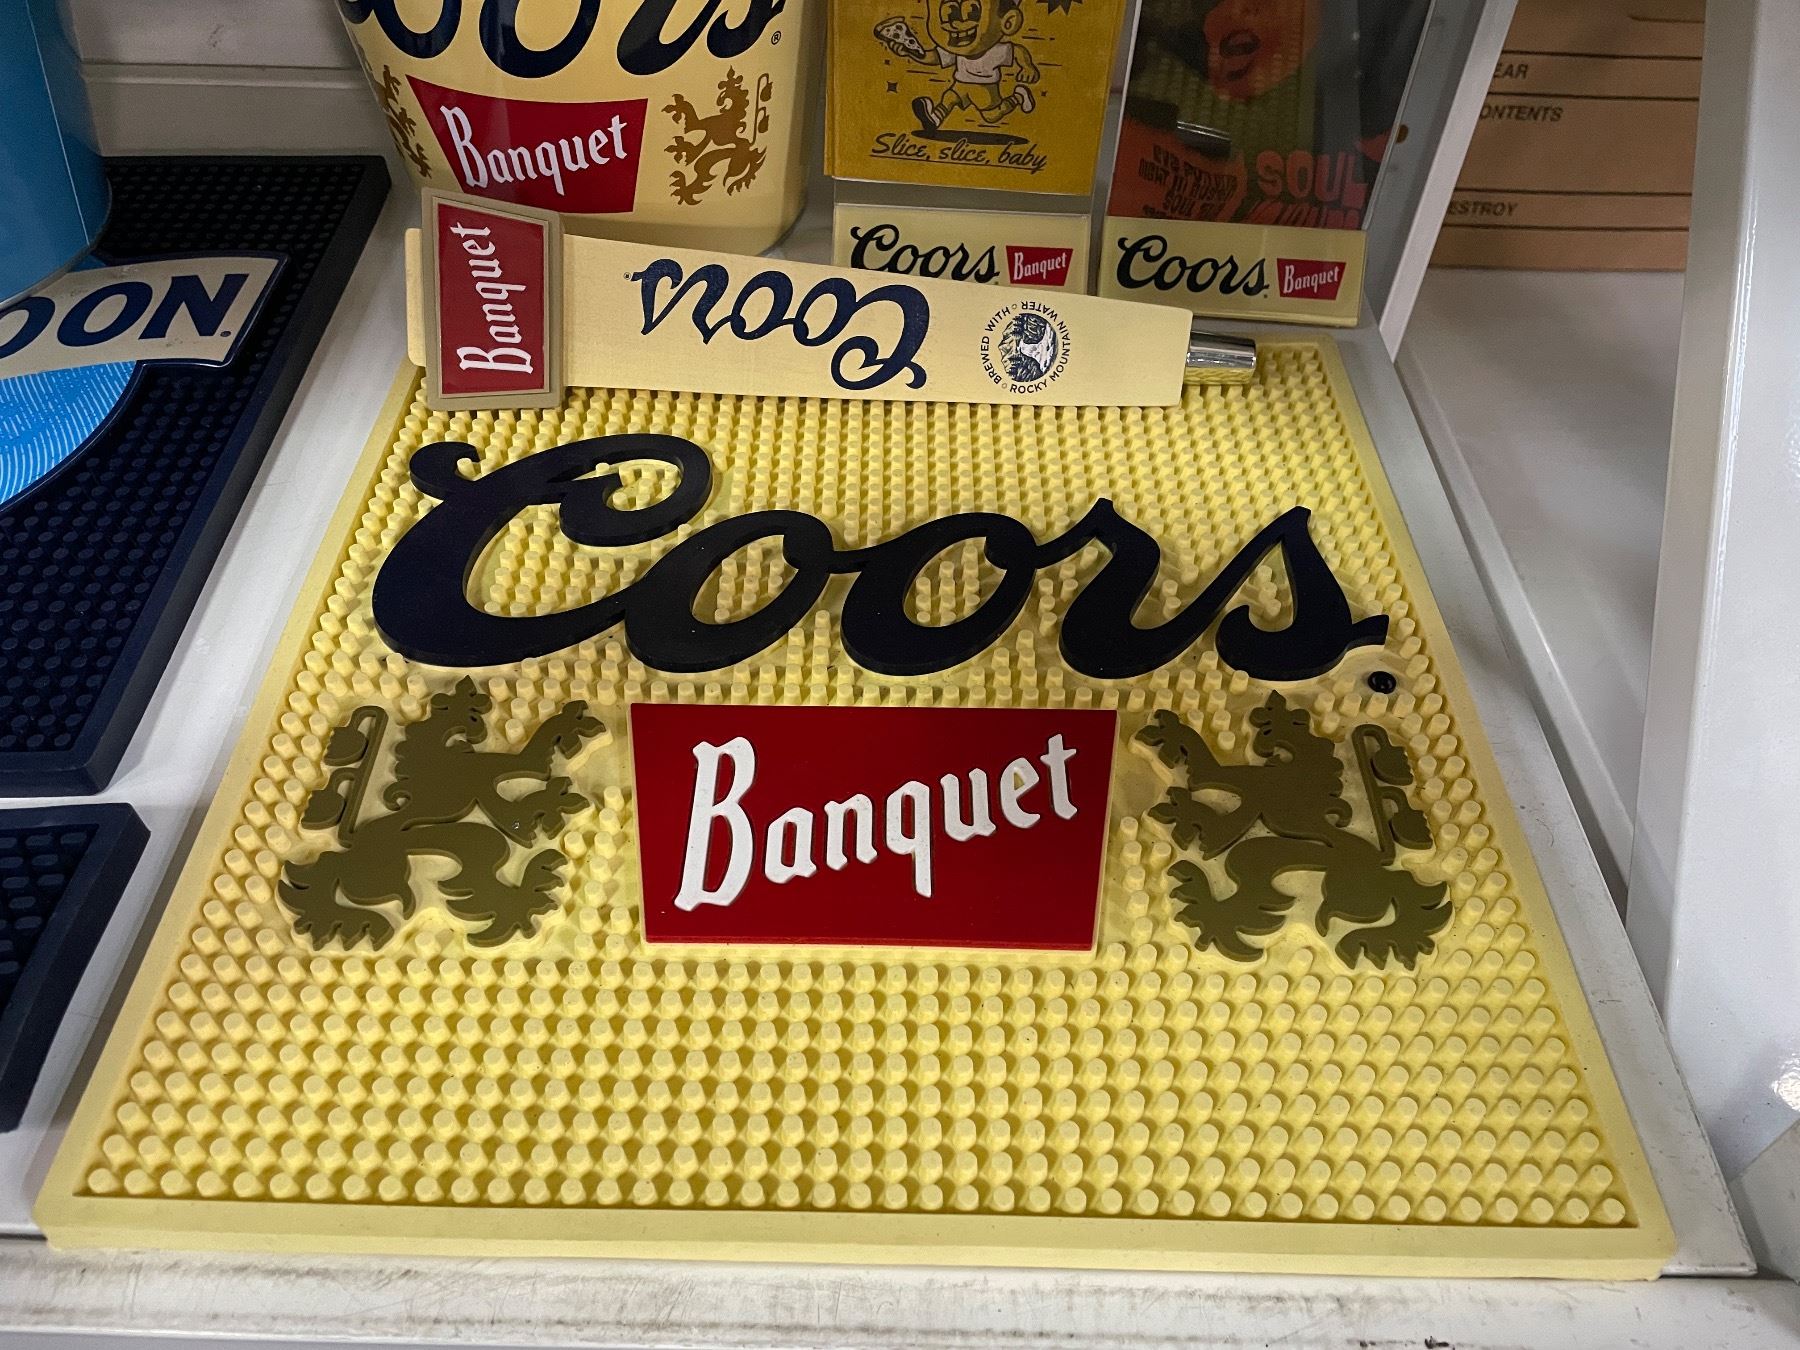 Coors®
Banquet
Slice, slice, baby
SOUL
EAR
ONTENTS
ESTROY
Coors. Banquet
Coors. Banquet
OON.
Banquet
Coors®
BREWED WITH
ROCKY MOUNTAIN WATER
Coors®
Banquet